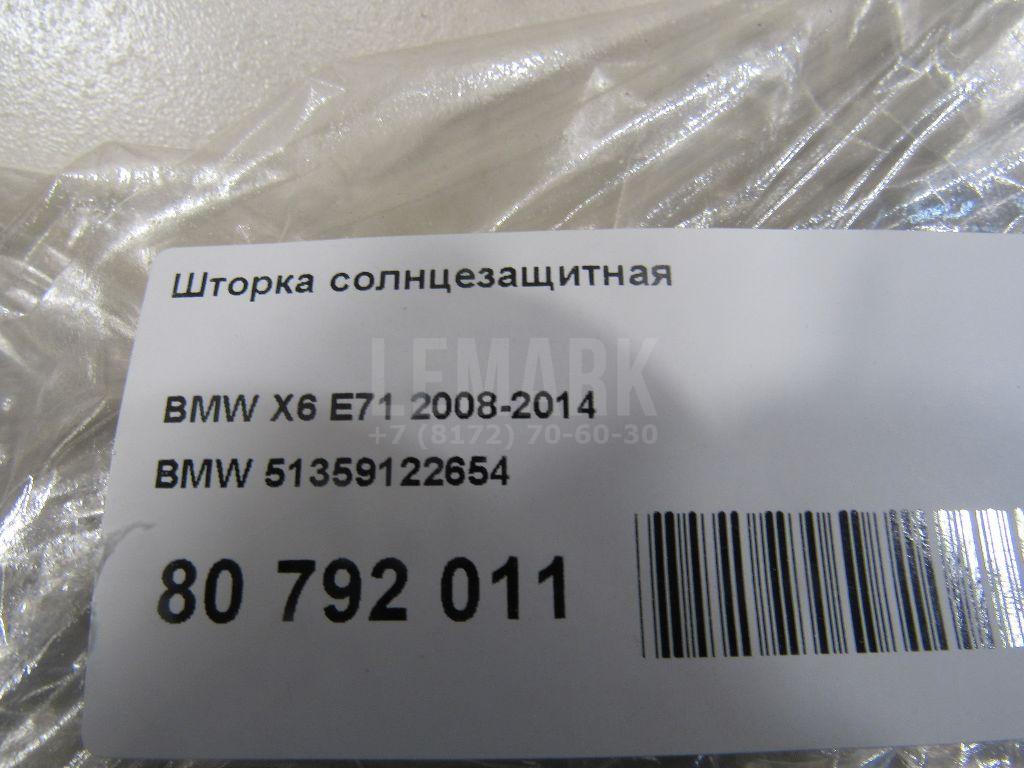 Шторка солнцезащитная
LEMARK
BMW X6 E71 2008-2014
+7 (8172) 70-60-30
BMW 51359122654
80 792 011